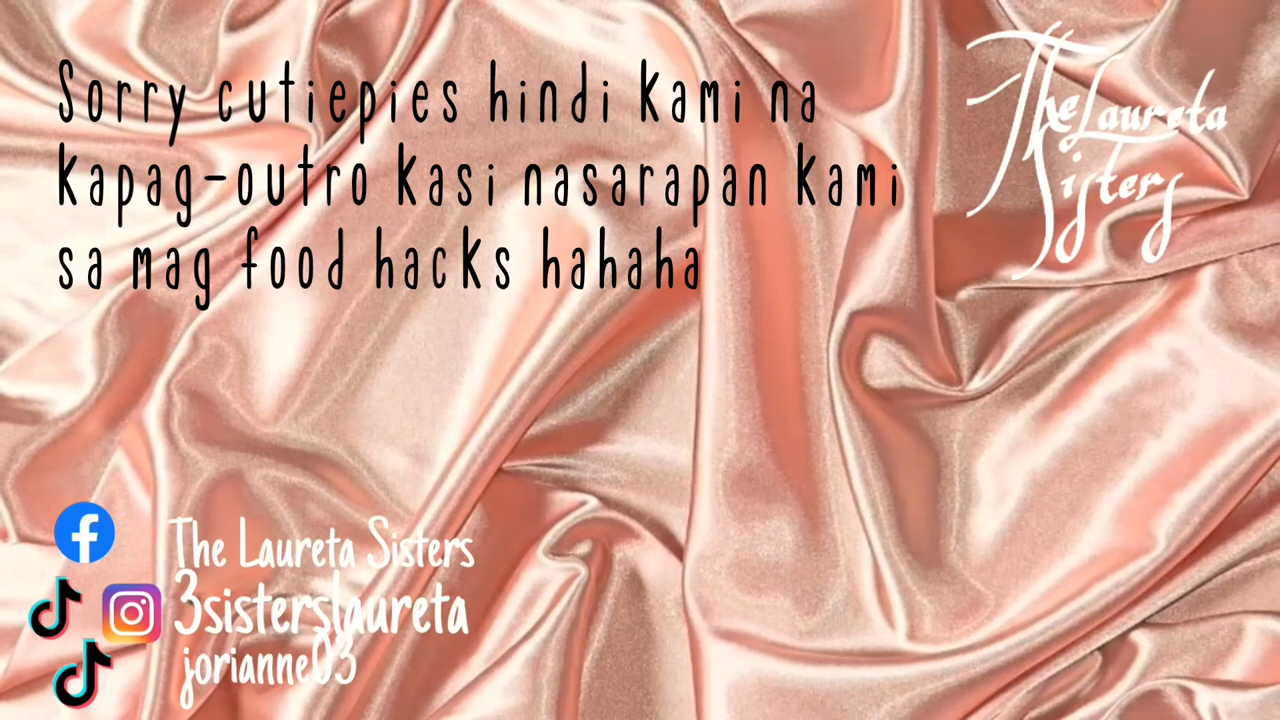 Sorry cutiepies hindi kami na
kapag-outro kasi nasarapan kami
sa mag food hacks hahaha
The Laureta
Sisters
The Laureta Sisters
3sisterslaureta
jorianne03